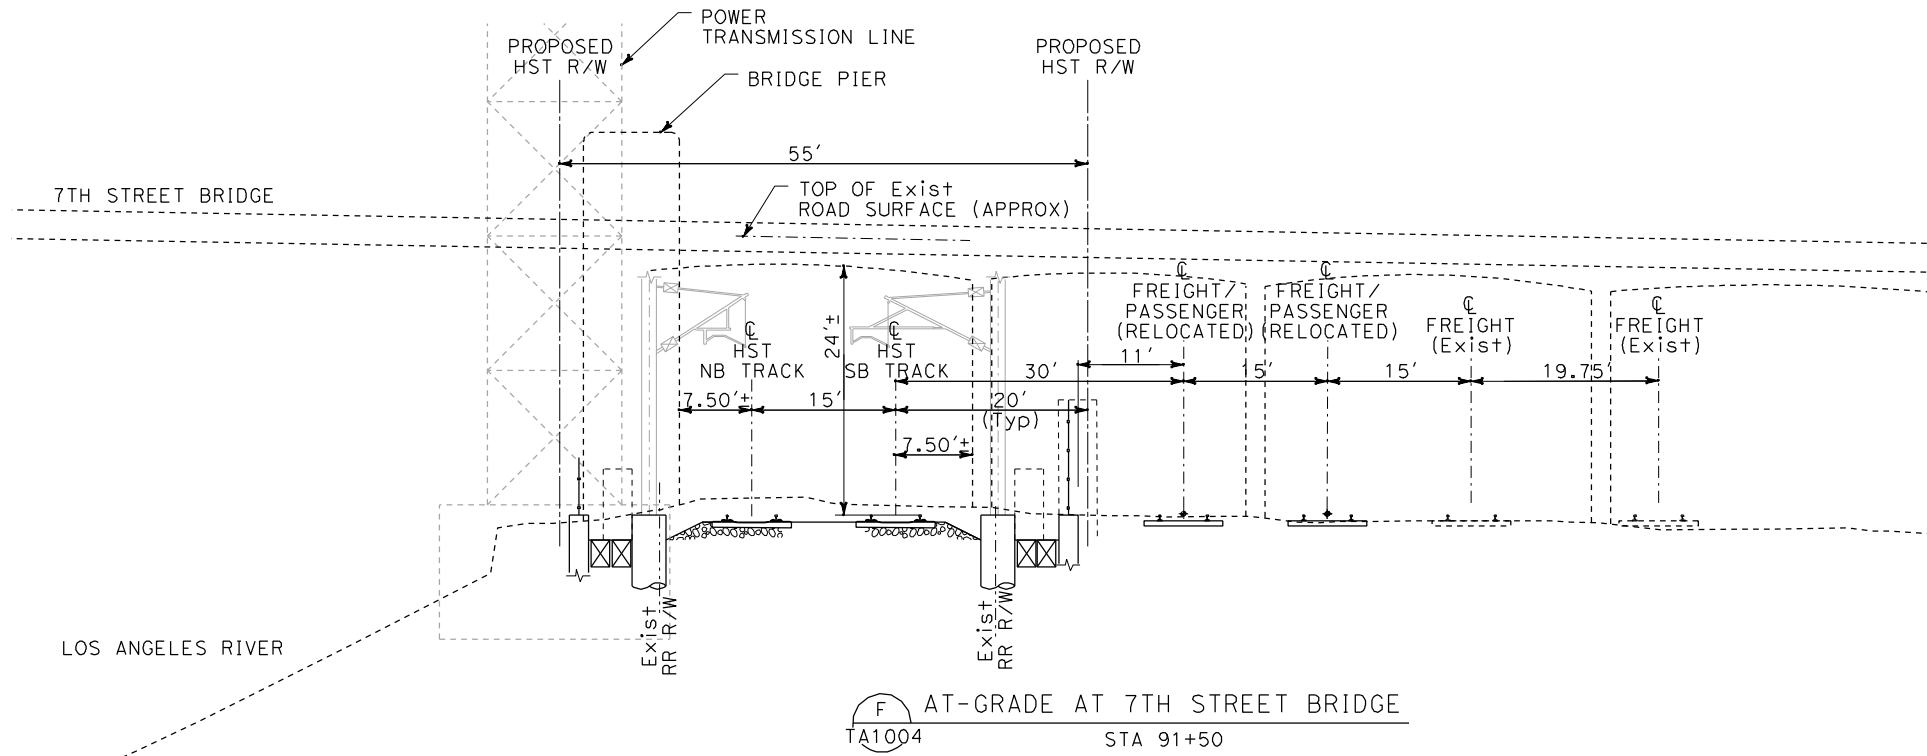 POWER
TRANSMISSION LINE
PROPOSED
HST R/W
PROPOSED
HST R/W
BRIDGE PIER
55'
7TH STREET BRIDGE
TOP OF Exist
ROAD SURFACE (APPROX)
℄
FREIGHT/
PASSENGER
(RELOCATED)
℄
FREIGHT/
PASSENGER
(RELOCATED)
℄
FREIGHT
(Exist)
℄
FREIGHT
(Exist)
℄
HST
NB TRACK
℄
HST
SB TRACK
24'±
11'
30'
15'
15'
19.75'
7.50'±
15'
20'
(Typ)
7.50'±
Exist
RR R/W
Exist
RR R/W
LOS ANGELES RIVER
F
TA1004
AT-GRADE AT 7TH STREET BRIDGE
STA 91+50